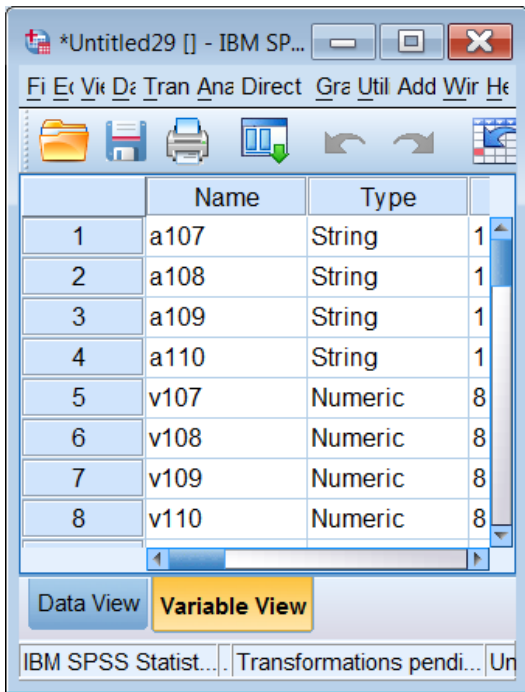 *Untitled29 [] - IBM SP...
Fi Ec Vie Da Tran Ana Direct Gra Util Add Wir He
Name Type
1 a107 String 1
2 a108 String 1
3 a109 String 1
4 a110 String 1
5 v107 Numeric 8
6 v108 Numeric 8
7 v109 Numeric 8
8 v110 Numeric 8
Data View Variable View
IBM SPSS Statist... . Transformations pendi... Un